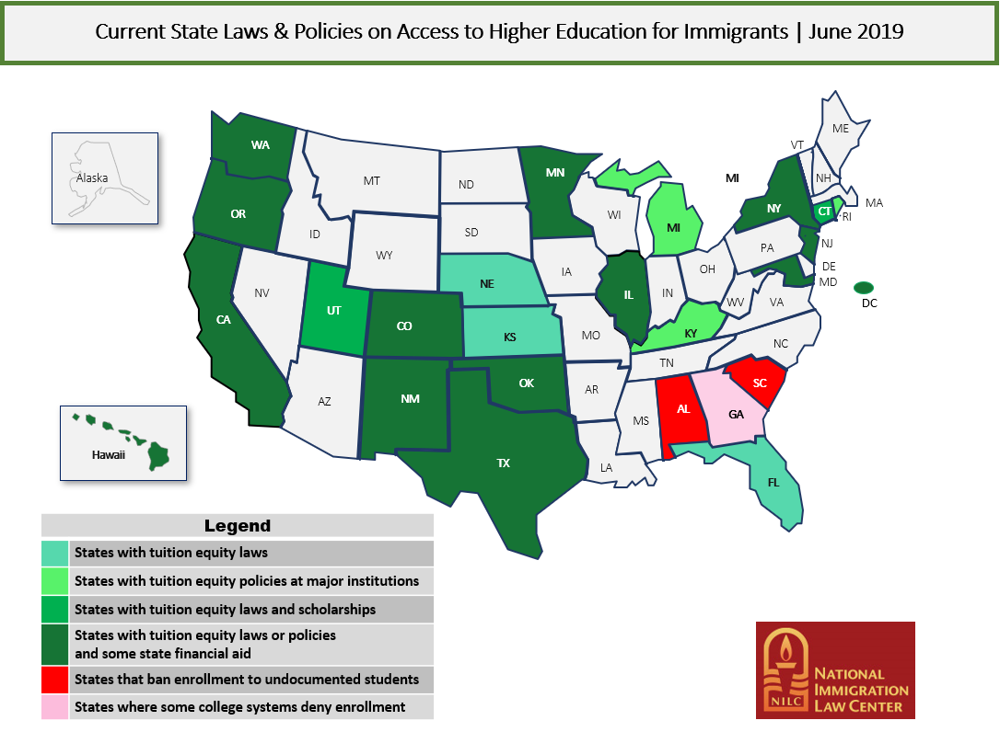 Current State Laws & Policies on Access to Higher Education for Immigrants | June 2019
ME
VT
NH
MA
RI
CT
NY
WA
MT
ND
MN
MI
WI
MI
OR
ID
SD
WY
IA
PA
NJ
DE
MD
DC
OH
IN
IL
NE
NV
UT
CO
CA
KS
MO
KY
WV
VA
NC
TN
OK
AR
SC
NM
AZ
MS
AL
GA
TX
LA
FL
Alaska
Hawaii
Legend
States with tuition equity laws
States with tuition equity policies at major institutions
States with tuition equity laws and scholarships
States with tuition equity laws or policies
and some state financial aid
States that ban enrollment to undocumented students
States where some college systems deny enrollment
NILC
NATIONAL
IMMIGRATION
LAW CENTER